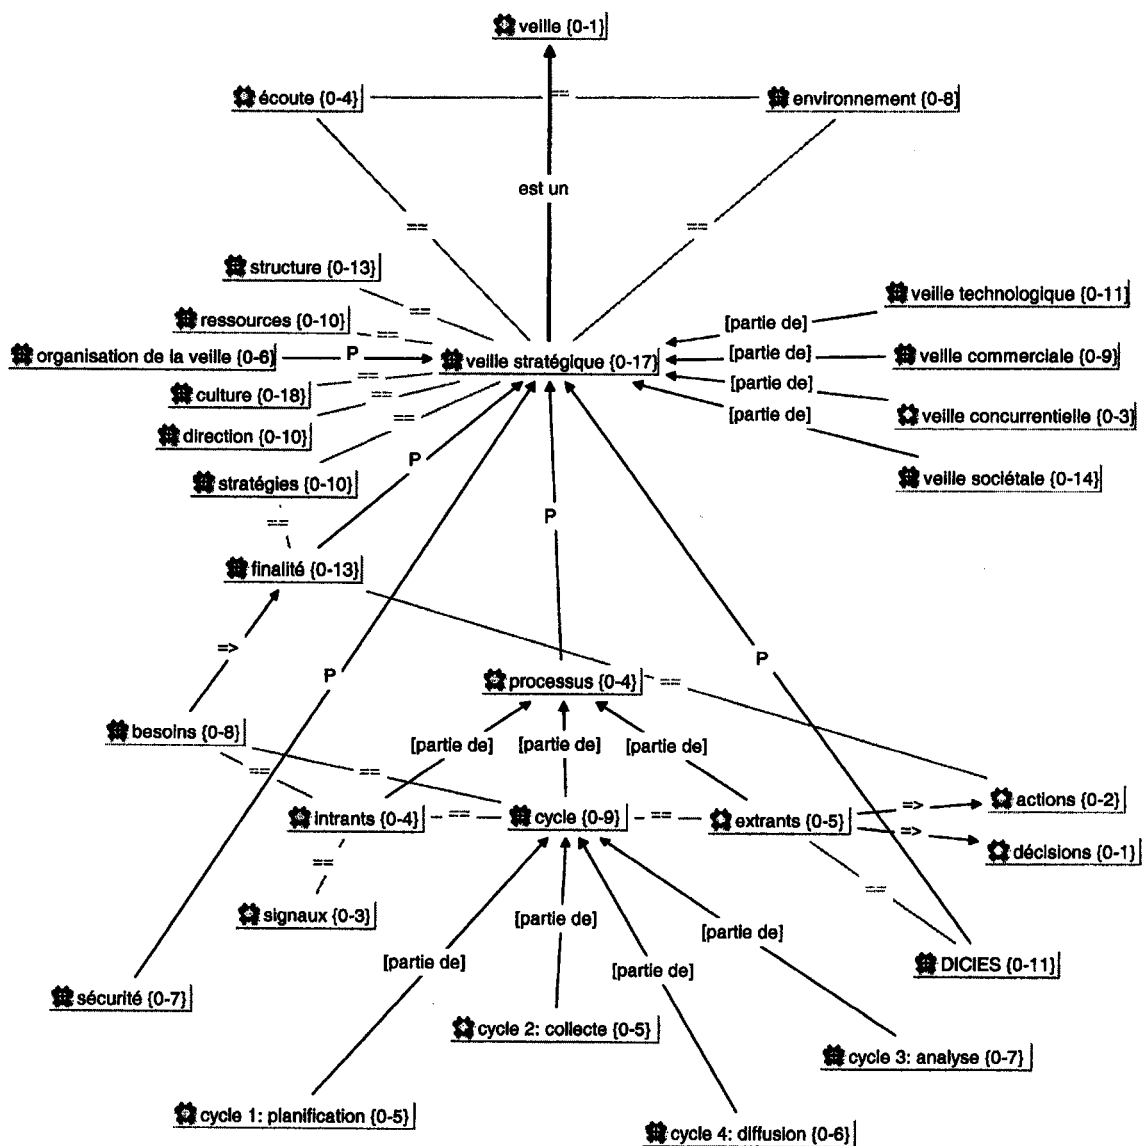 veille {0-1}
écoute {0-4}
==
environnement {0-8}
est un
==
==
structure {0-13}
==
veille technologique {0-11}
ressources {0-10}
==
[partie de]
organisation de la veille {0-6}
P
veille stratégique {0-17}
[partie de]
veille commerciale {0-9}
culture {0-18}
==
[partie de]
veille concurrentielle {0-3}
direction {0-10}
==
[partie de]
==
stratégies {0-10}
P
veille sociétale {0-14}
==
P
finalité {0-13}
=>
P
P
processus {0-4}
==
besoins {0-8}
[partie de]
[partie de]
[partie de]
==
==
actions {0-2}
=>
intrants {0-4}
==
cycle {0-9}
==
extrants {0-5}
=>
décisions {0-1}
==
==
signaux {0-3}
[partie de]
[partie de]
[partie de]
[partie de]
DICIES {0-11}
sécurité {0-7}
cycle 2: collecte {0-5}
cycle 3: analyse {0-7}
cycle 1: planification {0-5}
cycle 4: diffusion {0-6}